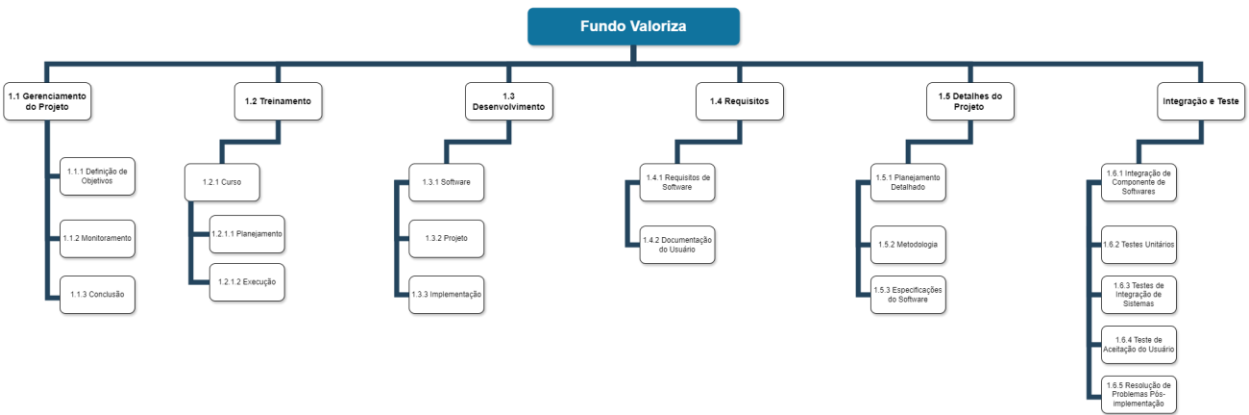 Fundo Valoriza
1.1 Gerenciamento
do Projeto
1.2 Treinamento
1.3
Desenvolvimento
1.4 Requisitos
1.5 Detalhes do
Projeto
Integração e Teste
1.1.1 Definição de
Objetivos
1.1.2 Monitoramento
1.1.3 Conclusão
1.2.1 Curso
1.2.1.1 Planejamento
1.2.1.2 Execução
1.3.1 Software
1.3.2 Projeto
1.3.3 Implementação
1.4.1 Requisitos de
Software
1.4.2 Documentação
do Usuário
1.5.1 Planejamento
Detalhado
1.5.2 Metodologia
1.5.3 Especificações
do Software
1.6.1 Integração de
Componente de
Softwares
1.6.2 Testes Unitários
1.6.3 Testes de
Integração de
Sistemas
1.6.4 Teste de
Aceitação do Usuário
1.6.5 Resolução de
Problemas Pós-
implementação